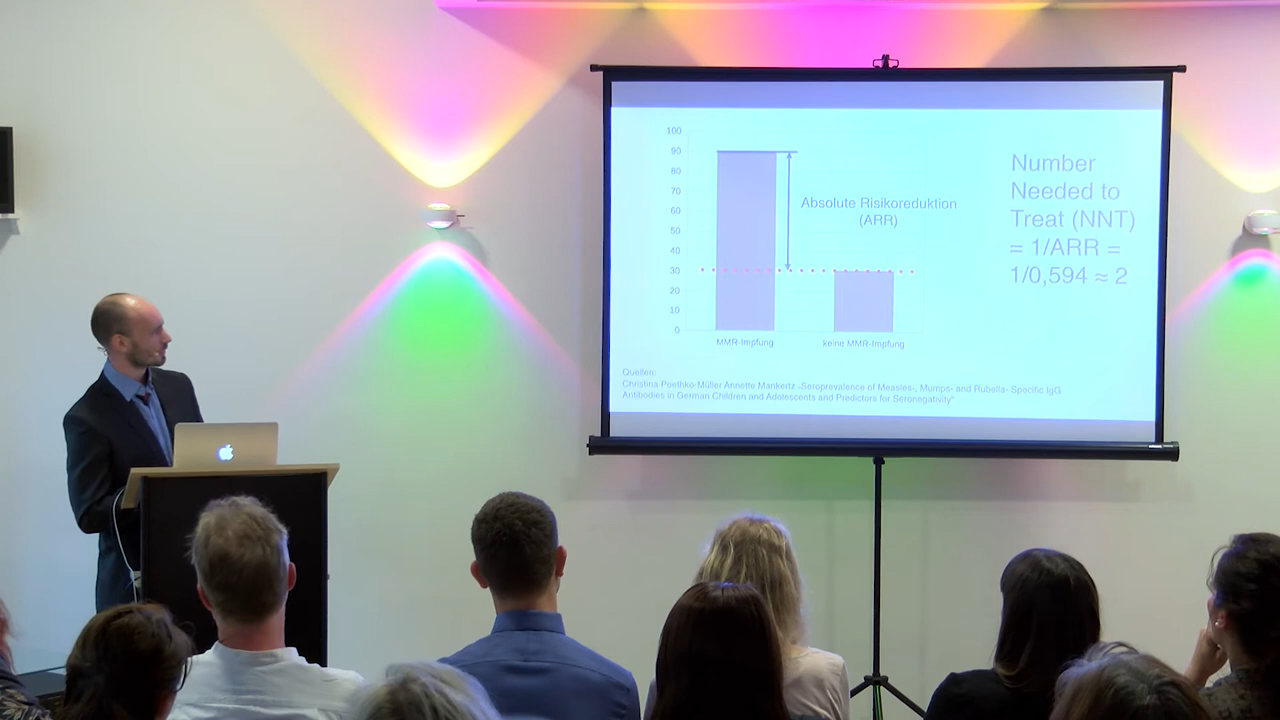 100
90
80
70
60
50
40
30
20
10
0
Absolute Risikoreduktion
(ARR)
MMR-Impfung
keine MMR-Impfung
Number
Needed to
Treat (NNT)
= 1/ARR =
1/0,594 ≈ 2
Quellen:
Christina Poethko-Müller Annette Mankertz „Seroprevalence of Measles-, Mumps- and Rubella- Specific IgG
Antibodies in German Children and Adolescents and Predictors for Seronegativity"